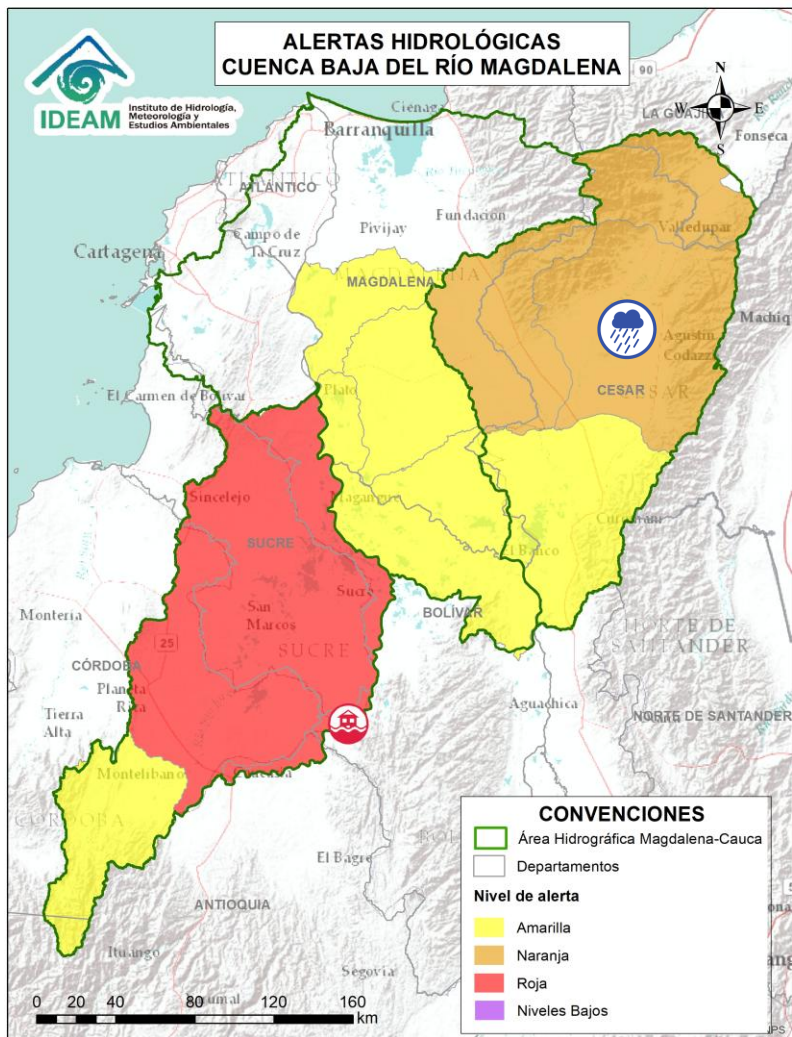 ALERTAS HIDROLÓGICAS
CUENCA BAJA DEL RÍO MAGDALENA
IDEAM
Instituto de Hidrología,
Meteorología y
Estudios Ambientales
90
N
W E
S
LA GUAJIRA
Fonseca
Ciénaga
Barranquilla
ATLÁNTICO
Campo de
la Cruz
Pivijay
Fundación
Valledupar
Cartagena
MAGDALENA
Machiq
Agustín
Codazzi
CESAR
El Carmen de Bolívar
Plato
Sincelejo
Magangué
SUCRE
Curumaní
El Banco
Sucre
San
Marcos
BOLÍVAR
SUCRE
Montería
NORTE DE
SANTANDER
25
CÓRDOBA
Planeta
Rica
Tierra
Alta
Aguachica
NORTE DE SANTANDER
Montelíbano
Caucasia
CÓRDOBA
El Bagre
ANTIOQUIA
Ituango
Segovia
CONVENCIONES
Área Hidrográfica Magdalena-Cauca
Departamentos
Nivel de alerta
Amarilla
Naranja
Roja
Niveles Bajos
0 20 40 80 120 160
km